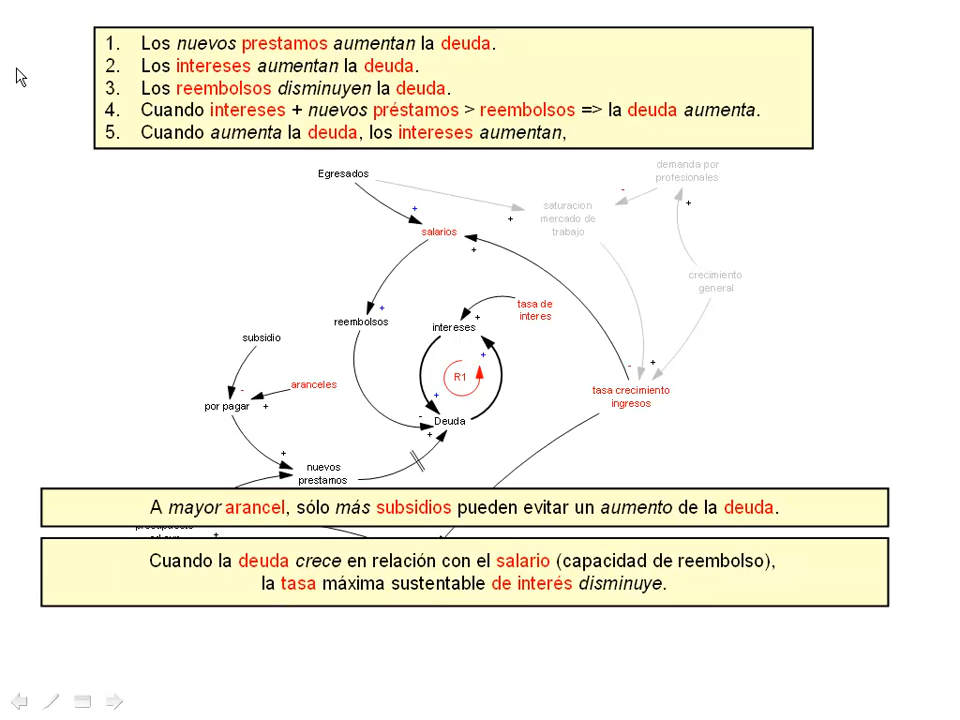 1. Los nuevos prestamos aumentan la deuda.
2. Los intereses aumentan la deuda.
3. Los reembolsos disminuyen la deuda.
4. Cuando intereses + nuevos préstamos > reembolsos => la deuda aumenta.
5. Cuando aumenta la deuda, los intereses aumentan,
demanda por
profesionales
Egresados
-
+
+
saturacion
mercado de
trabajo
+
salarios
+
crecimiento
general
tasa de
interes
+
+
reembolsos
intereses
subsidio
+
-
+
R1
tasa crecimiento
ingresos
aranceles
-
+
por pagar
+
-
Deuda
+
+
nuevos
prestamos
A mayor arancel, sólo más subsidios pueden evitar un aumento de la deuda.
+
Cuando la deuda crece en relación con el salario (capacidad de reembolso),
la tasa máxima sustentable de interés disminuye.